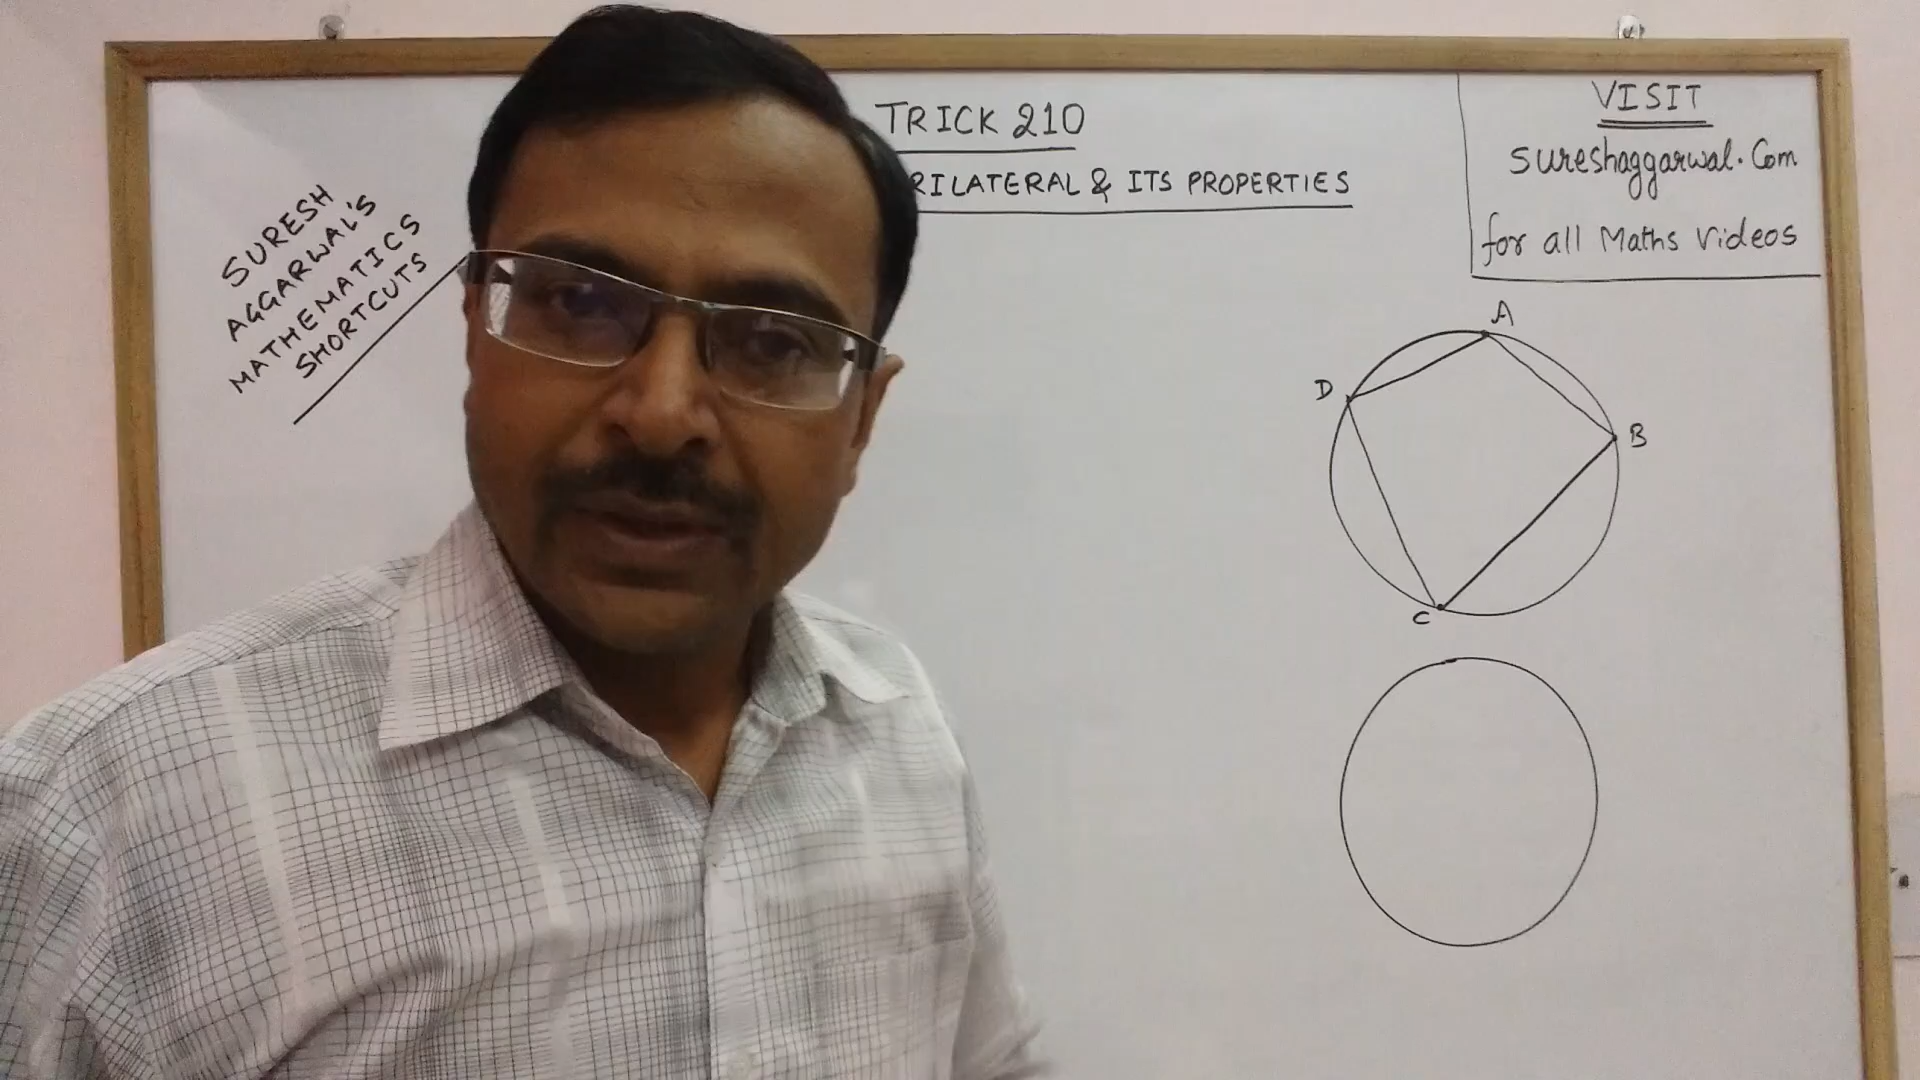 TRICK 210
RILATERAL & ITS PROPERTIES
SURESH
AGGARWAL'S
MATHEMATICS
SHORTCUTS
VISIT
sureshaggarwal.Com
for all Maths Videos
A
D
B
C